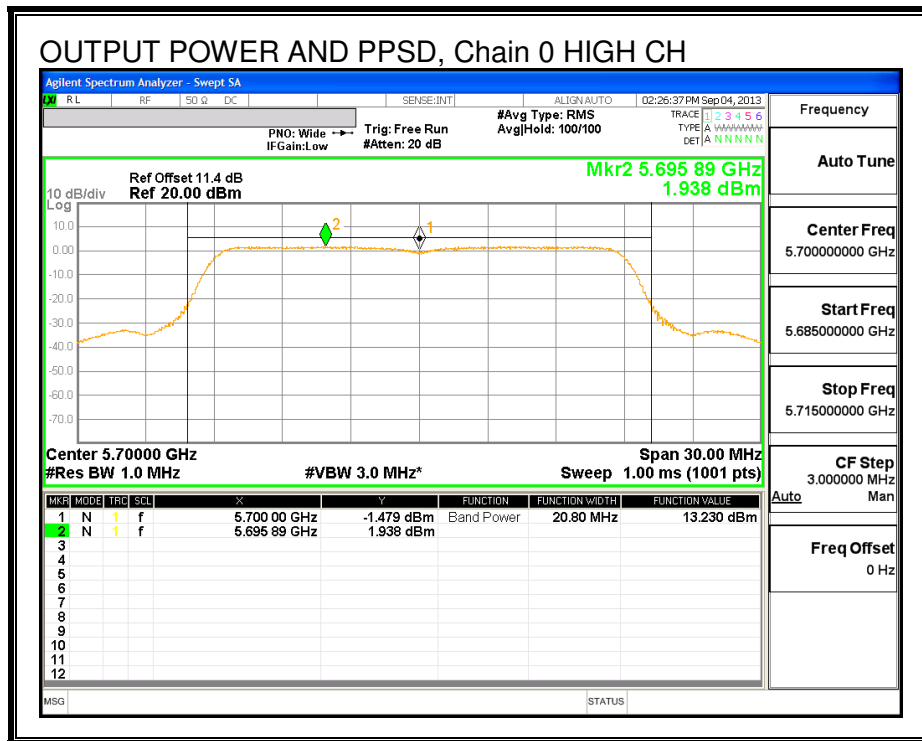 OUTPUT POWER AND PPSD, Chain 0 HIGH CH
Agilent Spectrum Analyzer - Swept SA
LXI RL RF 50 Ω DC SENSE:INT ALIGN AUTO 02:26:37 PM Sep 04, 2013
PNO: Wide Trig: Free Run #Avg Type: RMS TRACE 1 2 3 4 5 6
IFGain:Low #Atten: 20 dB Avg|Hold: 100/100 TYPE A WWWWW
DET A N N N N N
Frequency
Auto Tune
Center Freq
5.700000000 GHz
Start Freq
5.685000000 GHz
Stop Freq
5.715000000 GHz
CF Step
3.000000 MHz
Auto Man
Freq Offset
0 Hz
Mkr2 5.695 89 GHz
1.938 dBm
Ref Offset 11.4 dB
10 dB/div Ref 20.00 dBm
Log
10.0
0.00
-10.0
-20.0
-30.0
-40.0
-50.0
-60.0
-70.0
2
1
Center 5.70000 GHz Span 30.00 MHz
#Res BW 1.0 MHz #VBW 3.0 MHz* Sweep 1.00 ms (1001 pts)
MKR MODE TRC SCL X Y FUNCTION FUNCTION WIDTH FUNCTION VALUE
1 N 1 f 5.700 00 GHz -1.479 dBm Band Power 20.80 MHz 13.230 dBm
2 N 1 f 5.695 89 GHz 1.938 dBm
3
4
5
6
7
8
9
10
11
12
MSG STATUS